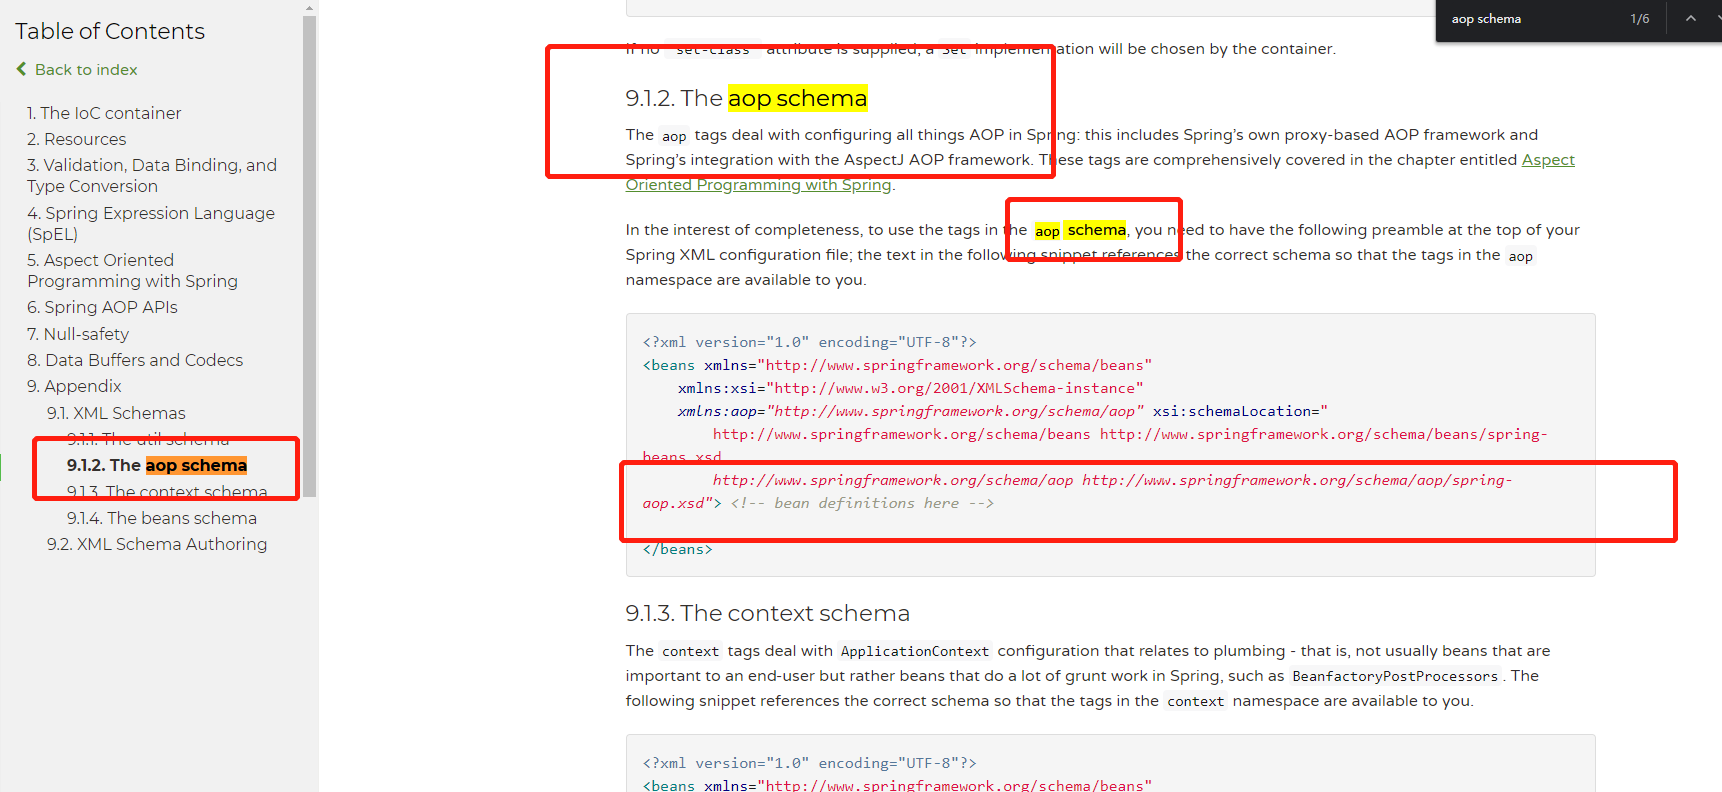 Table of Contents
Back to index
1. The IoC container
2. Resources
3. Validation, Data Binding, and
Type Conversion
4. Spring Expression Language
(SpEL)
5. Aspect Oriented
Programming with Spring
6. Spring AOP APIs
7. Null-safety
8. Data Buffers and Codecs
9. Appendix
9.1. XML Schemas
9.1.1. The util schema
9.1.2. The aop schema
9.1.3. The context schema
9.1.4. The beans schema
9.2. XML Schema Authoring
aop schema 1/6
If no set-class attribute is supplied, a Set implementation will be chosen by the container.
9.1.2. The aop schema
The aop tags deal with configuring all things AOP in Spring: this includes Spring’s own proxy-based AOP framework and
Spring’s integration with the AspectJ AOP framework. These tags are comprehensively covered in the chapter entitled Aspect
Oriented Programming with Spring.
In the interest of completeness, to use the tags in the aop schema, you need to have the following preamble at the top of your
Spring XML configuration file; the text in the following snippet references the correct schema so that the tags in the aop
namespace are available to you.
<?xml version="1.0" encoding="UTF-8"?>
<beans xmlns="http://www.springframework.org/schema/beans"
xmlns:xsi="http://www.w3.org/2001/XMLSchema-instance"
xmlns:aop="http://www.springframework.org/schema/aop" xsi:schemaLocation="
http://www.springframework.org/schema/beans http://www.springframework.org/schema/beans/spring-
beans.xsd
http://www.springframework.org/schema/aop http://www.springframework.org/schema/aop/spring-
aop.xsd"> <!-- bean definitions here -->
</beans>
9.1.3. The context schema
The context tags deal with ApplicationContext configuration that relates to plumbing - that is, not usually beans that are
important to an end-user but rather beans that do a lot of grunt work in Spring, such as BeanfactoryPostProcessors. The
following snippet references the correct schema so that the tags in the context namespace are available to you.
<?xml version="1.0" encoding="UTF-8"?>
<beans xmlns="http://www.springframework.org/schema/beans"